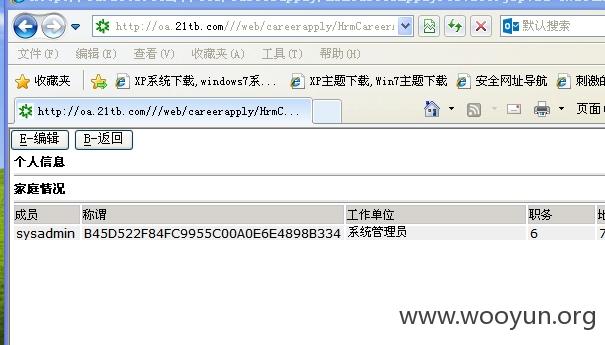 http://oa.21tb.com///web/careerapply/HrmCareer
默认搜索
文件(F) 编辑(E) 查看(V) 收藏夹(A) 工具(T) 帮助(H)
收藏夹 XP系统下载,windows7系... XP主题下载,Win7主题下载 安全网址导航 刺激的
http://oa.21tb.com///web/careerapply/HrmC... 页面
E-编辑 B-返回
个人信息
家庭情况
成员 称谓 工作单位 职务
sysadmin B45D522F84FC9955C00A0E6E4898B334 系统管理员 6 7
www.wooyun.org